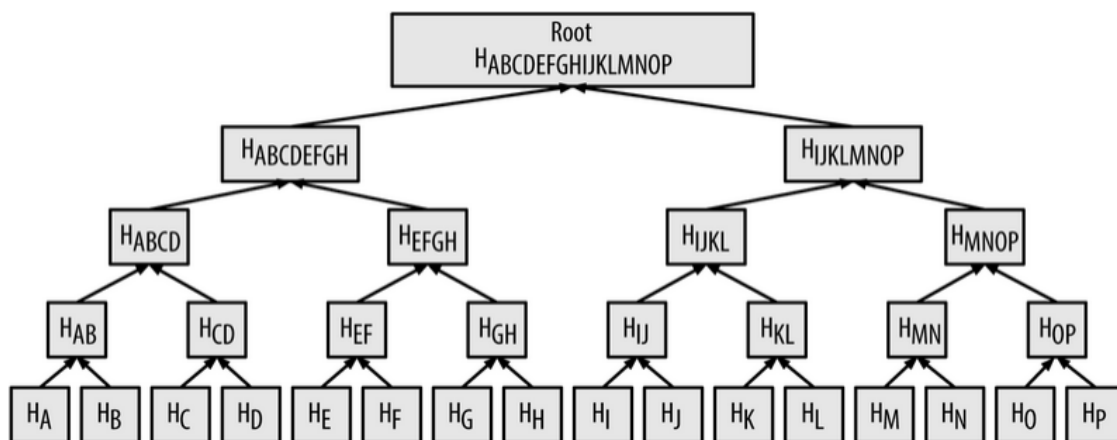 Root
HABCDEFGHIJKLMNOP
HABCDEFGH HIJKLMNOP
HABCD HEFGH HIJKL HMNOP
HAB HCD HEF HGH HIJ HKL HMN HOP
HA HB HC HD HE HF HG HH HI HJ HK HL HM HN HO HP